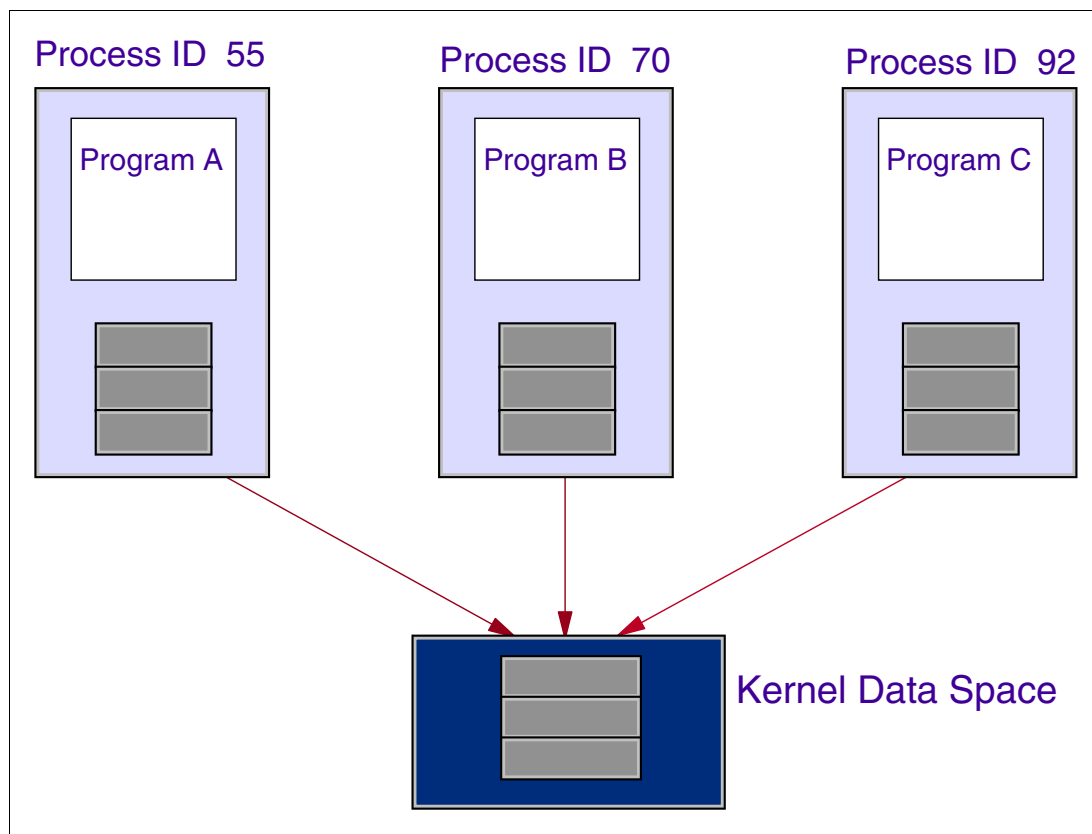 Process ID 55
Process ID 70
Process ID 92
Program A
Program B
Program C
Kernel Data Space